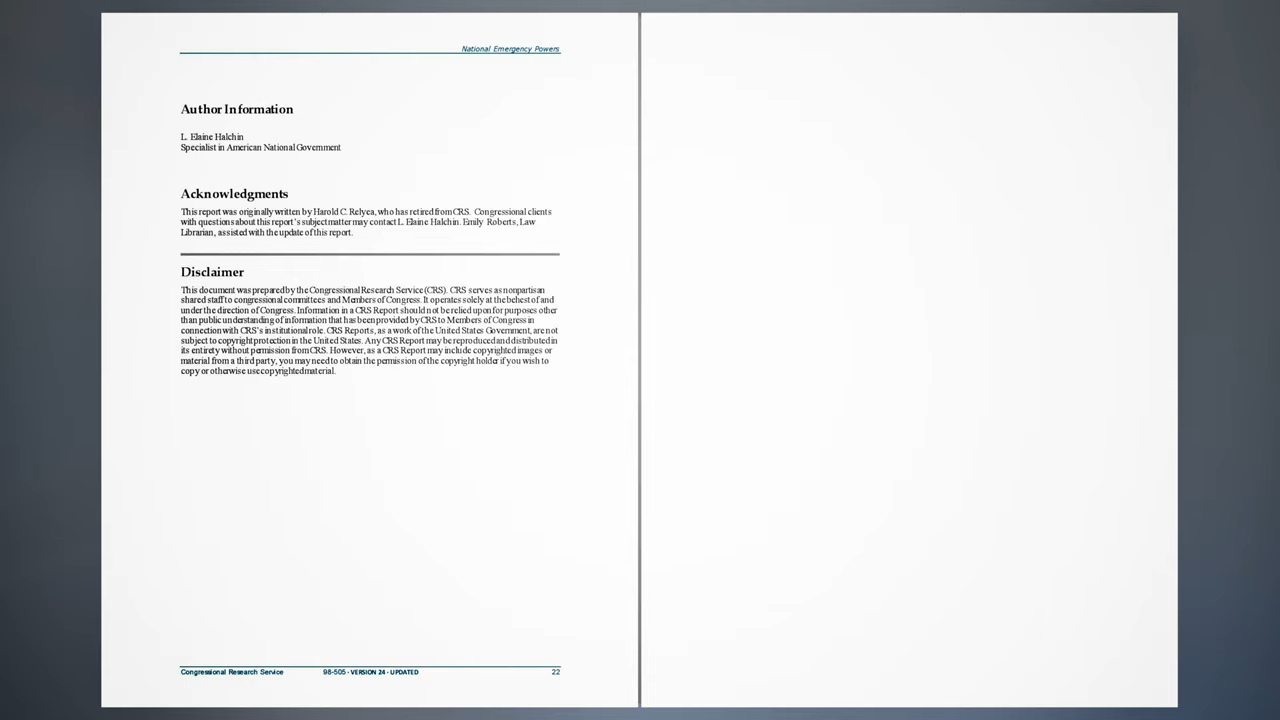 National Emergency Powers
Author Information
L. Elaine Halchin
Specialist in American National Government
Acknowledgments
This report was originally written by Harold C. Relyea, who has retired from CRS. Congressional clients
with questions about this report's subject matter may contact L. Elaine Halchin. Emily Roberts, Law
Librarian, assisted with the update of this report.
Disclaimer
This document was prepared by the Congressional Research Service (CRS). CRS serves as nonpartisan
shared staff to congressional committees and Members of Congress. It operates solely at the behest of and
under the direction of Congress. Information in a CRS Report should not be relied upon for purposes other
than public understanding of information that has been provided by CRS to Members of Congress in
connection with CRS's institutional role. CRS Reports, as a work of the United States Government, are not
subject to copyright protection in the United States. Any CRS Report may be reproduced and distributed in
its entirety without permission from CRS. However, as a CRS Report may include copyrighted images or
material from a third party, you may need to obtain the permission of the copyright holder if you wish to
copy or otherwise use copyrighted material.
Congressional Research Service 98-505 · VERSION 24 · UPDATED 22